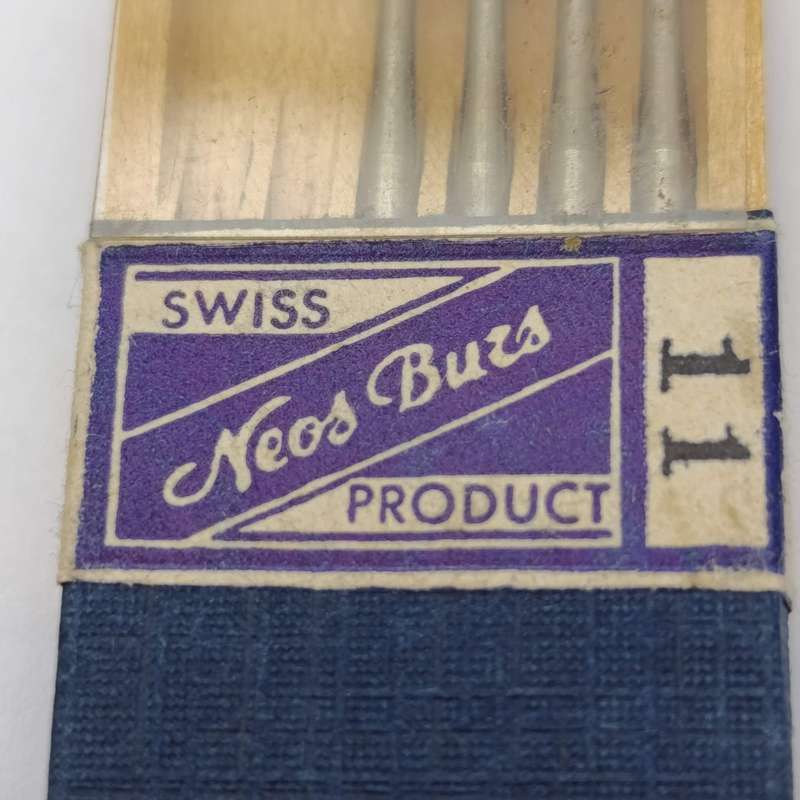 SWISS
Neos Burs
PRODUCT
11